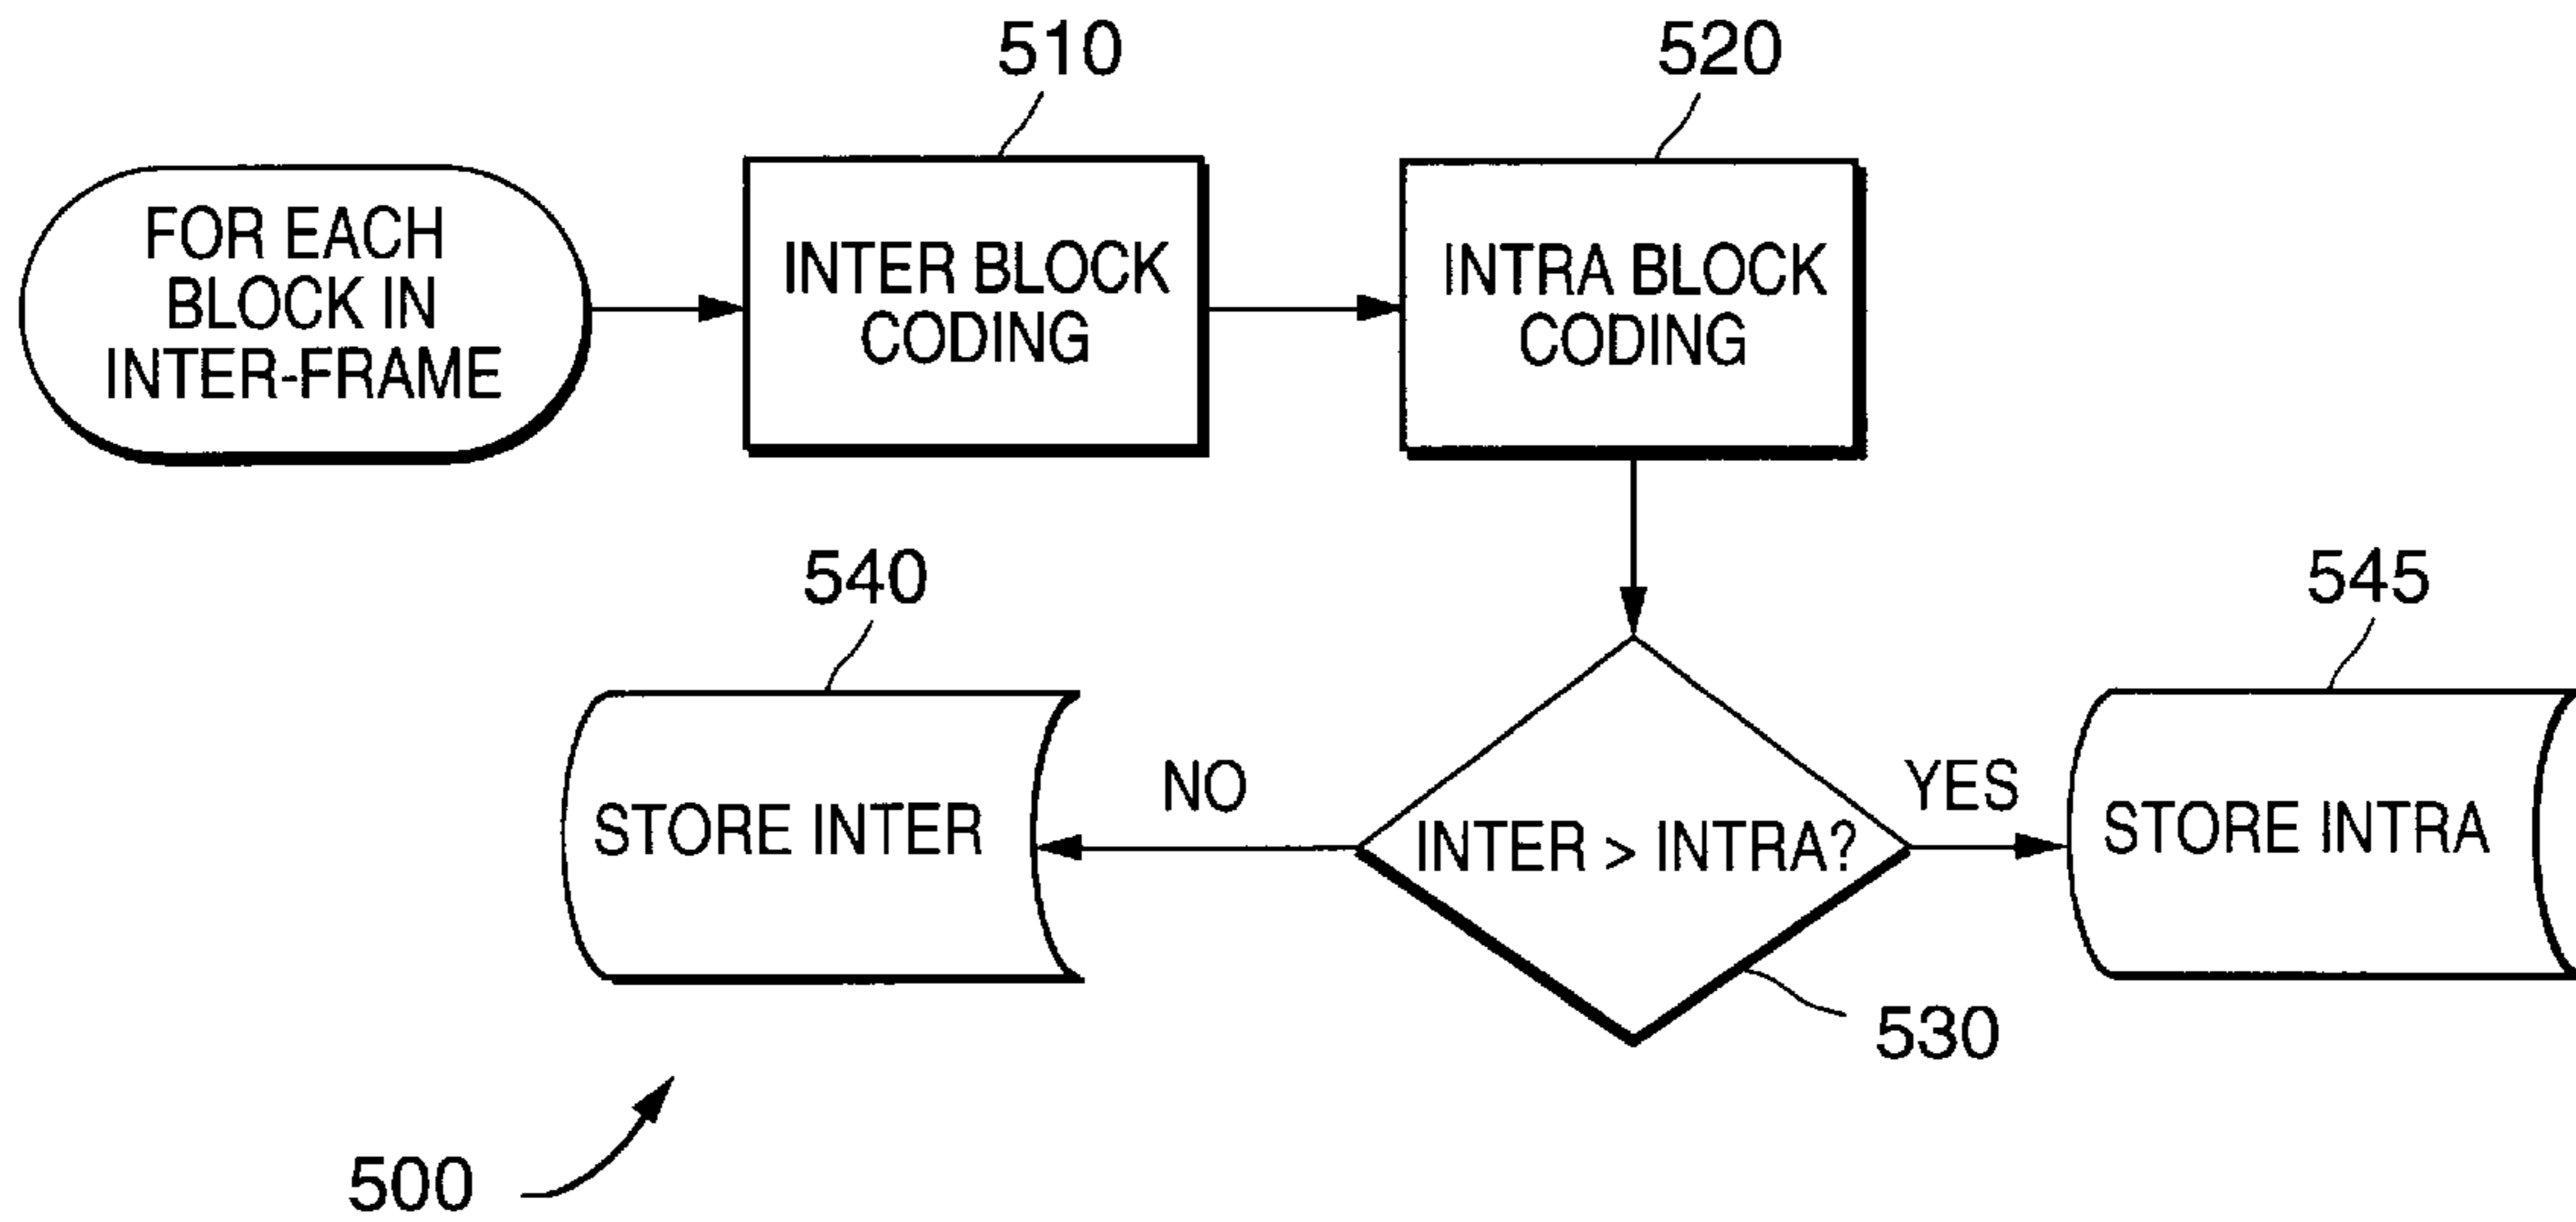 510
520
FOR EACH
BLOCK IN
INTER-FRAME
INTER BLOCK
CODING
INTRA BLOCK
CODING
540
545
NO
YES
STORE INTER
INTER > INTRA?
STORE INTRA
530
500